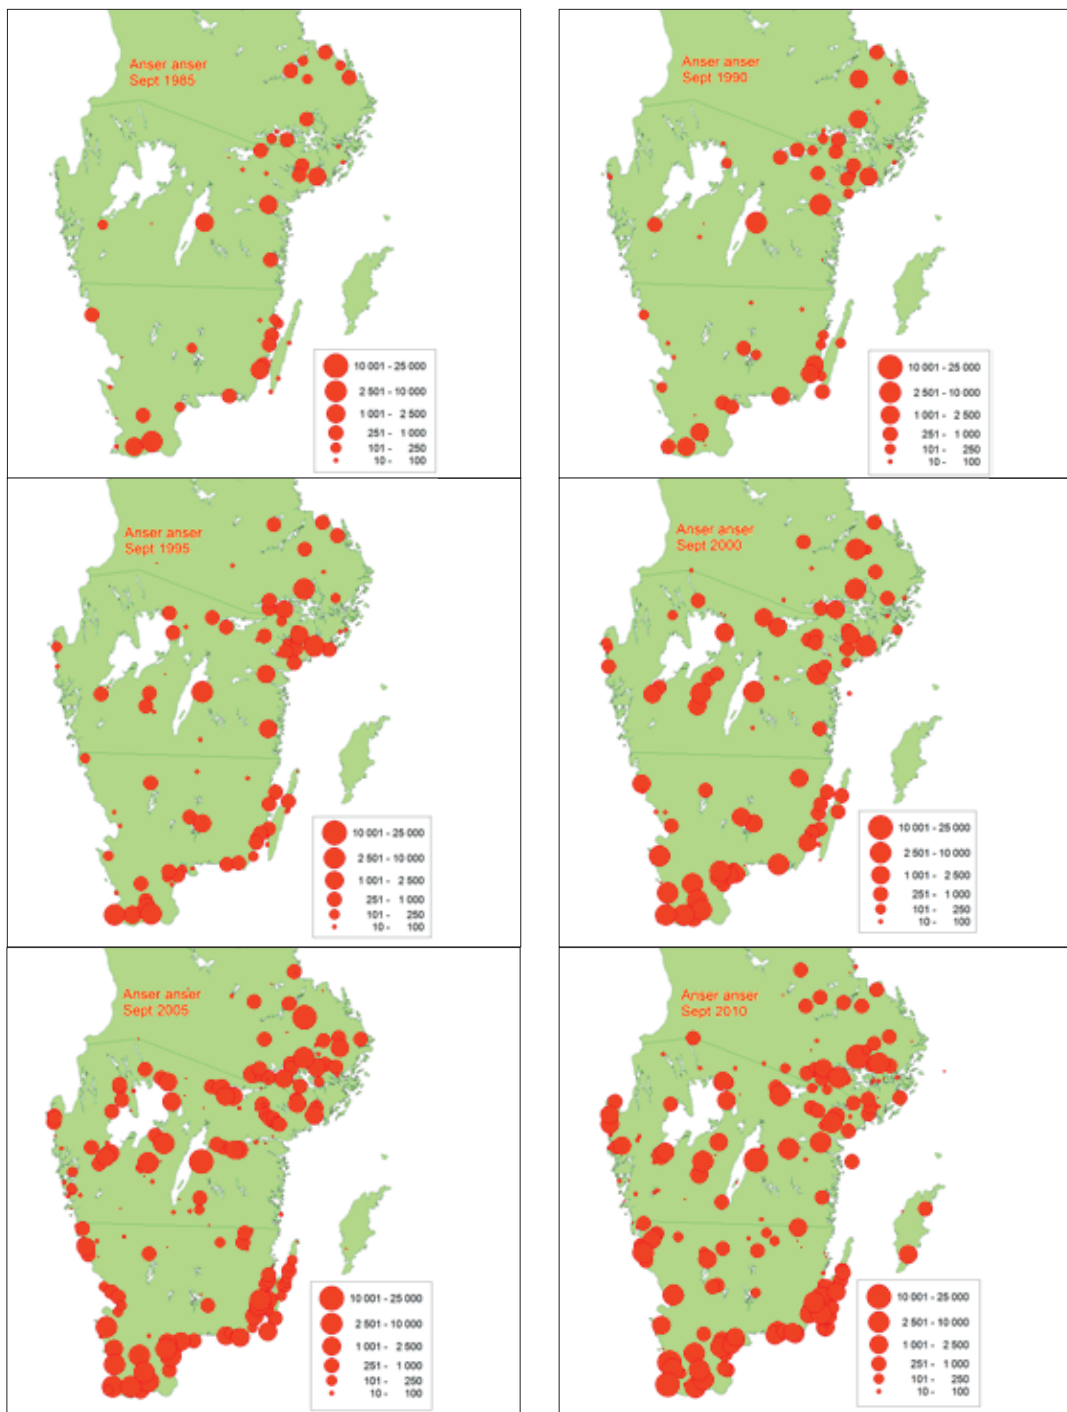 Anser anser
Sept 1985
10 001 - 25 000
2 501 - 10 000
1 001 - 2 500
251 - 1 000
101 - 250
10 - 100
Anser anser
Sept 1990
10 001 - 25 000
2 501 - 10 000
1 001 - 2 500
251 - 1 000
101 - 250
10 - 100
Anser anser
Sept 1995
10 001 - 25 000
2 501 - 10 000
1 001 - 2 500
251 - 1 000
101 - 250
10 - 100
Anser anser
Sept 2000
10 001 - 25 000
2 501 - 10 000
1 001 - 2 500
251 - 1 000
101 - 250
10 - 100
Anser anser
Sept 2005
10 001 - 25 000
2 501 - 10 000
1 001 - 2 500
251 - 1 000
101 - 250
10 - 100
Anser anser
Sept 2010
10 001 - 25 000
2 501 - 10 000
1 001 - 2 500
251 - 1 000
101 - 250
10 - 100